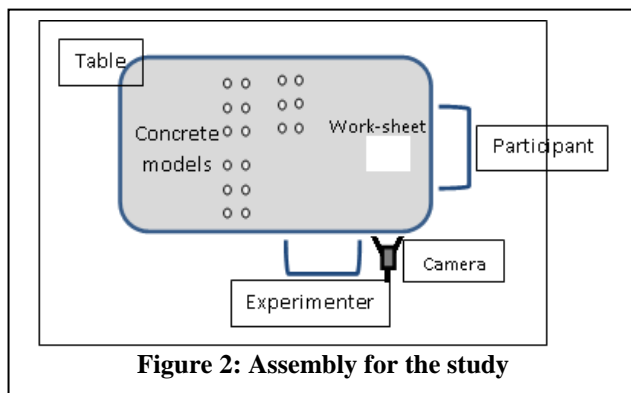 Table
Concrete
models
Work-sheet
Participant
Camera
Experimenter
Figure 2: Assembly for the study